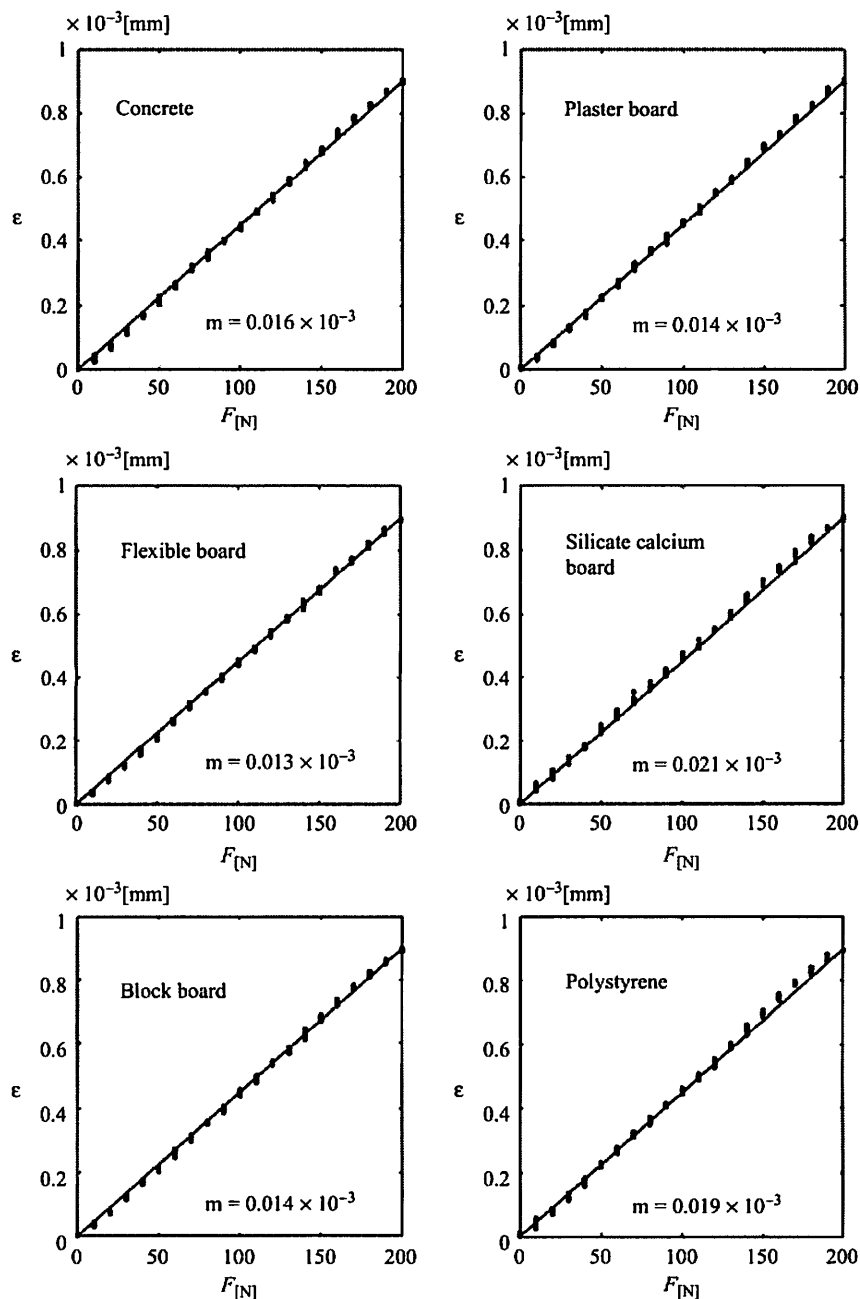 × 10⁻³[mm]
1
0.8
0.6
0.4
0.2
0
ε
Concrete
m = 0.016 × 10⁻³
0 50 100 150 200
F[N]
× 10⁻³[mm]
1
0.8
0.6
0.4
0.2
0
ε
Plaster board
m = 0.014 × 10⁻³
0 50 100 150 200
F[N]
× 10⁻³[mm]
1
0.8
0.6
0.4
0.2
0
ε
Flexible board
m = 0.013 × 10⁻³
0 50 100 150 200
F[N]
× 10⁻³[mm]
1
0.8
0.6
0.4
0.2
0
ε
Silicate calcium
board
m = 0.021 × 10⁻³
0 50 100 150 200
F[N]
× 10⁻³[mm]
1
0.8
0.6
0.4
0.2
0
ε
Block board
m = 0.014 × 10⁻³
0 50 100 150 200
F[N]
× 10⁻³[mm]
1
0.8
0.6
0.4
0.2
0
ε
Polystyrene
m = 0.019 × 10⁻³
0 50 100 150 200
F[N]